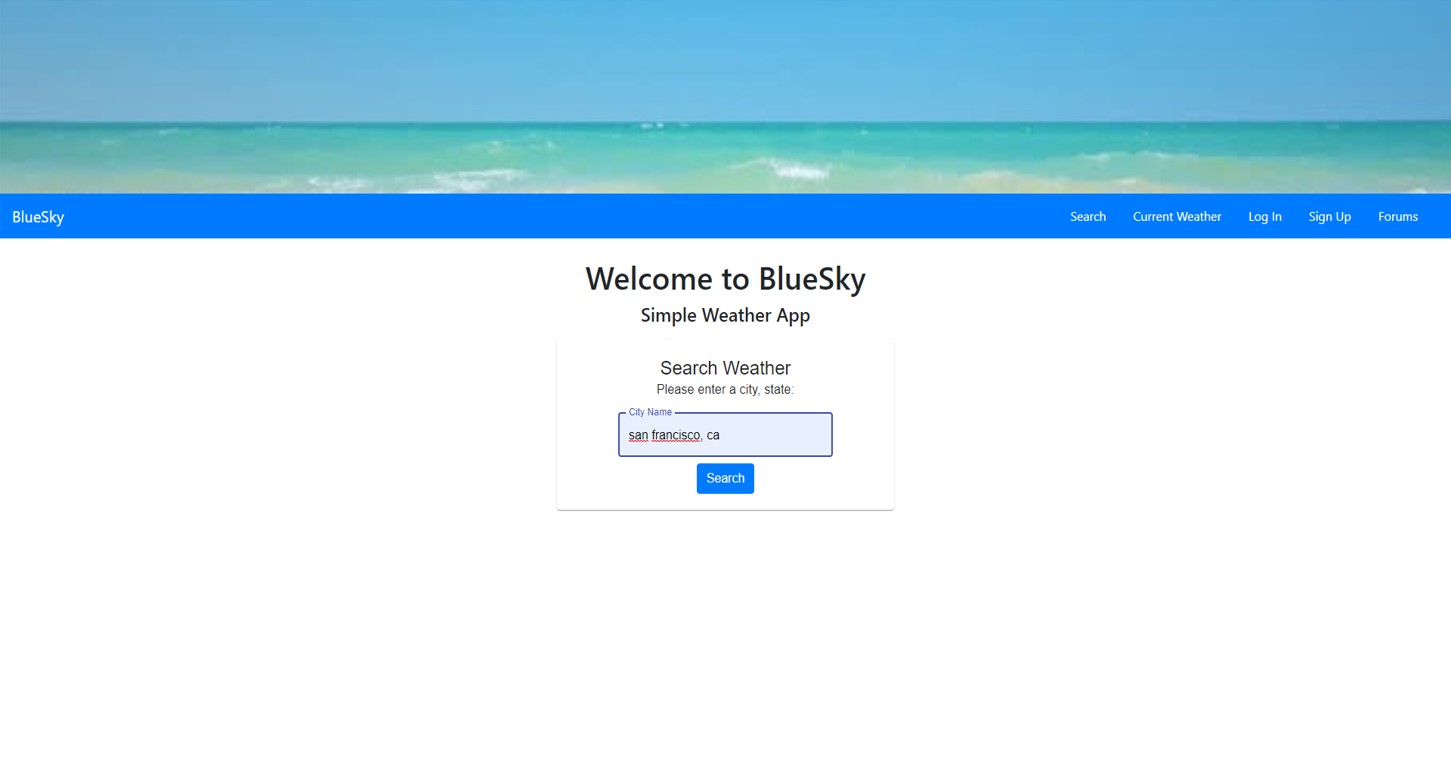 BlueSky Search Current Weather Log In Sign Up Forums
Welcome to BlueSky
Simple Weather App
Search Weather
Please enter a city, state:
City Name
san francisco, ca
Search